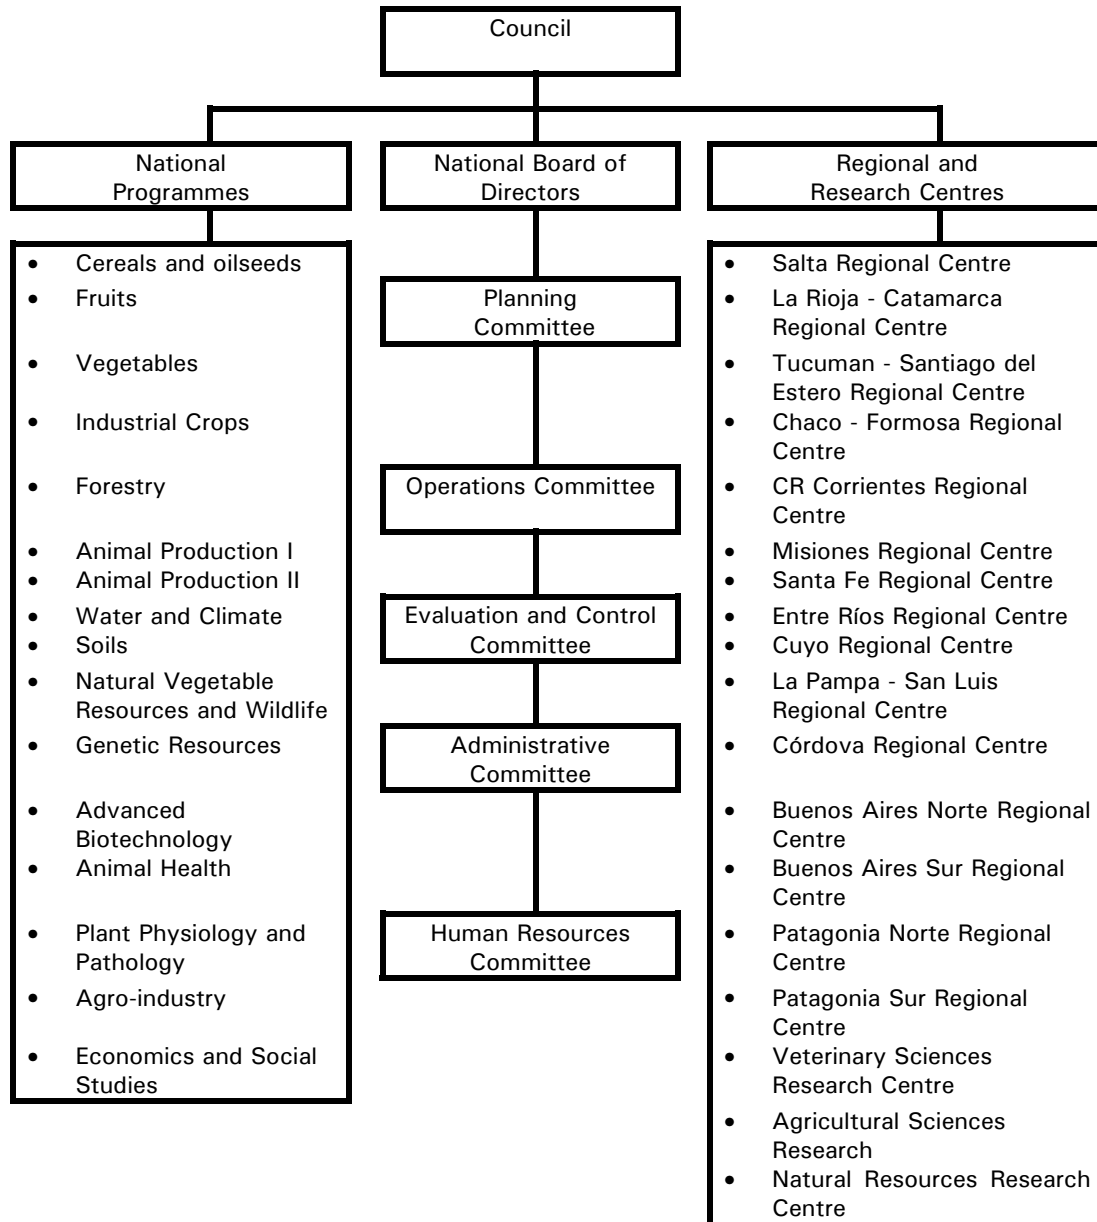 Council
National
Programmes
National Board of
Directors
Regional and
Research Centres
• Cereals and oilseeds
• Fruits
• Vegetables
• Industrial Crops
• Forestry
• Animal Production I
• Animal Production II
• Water and Climate
• Soils
• Natural Vegetable
Resources and Wildlife
• Genetic Resources
• Advanced
Biotechnology
• Animal Health
• Plant Physiology and
Pathology
• Agro-industry
• Economics and Social
Studies
Planning
Committee
Operations Committee
Evaluation and Control
Committee
Administrative
Committee
Human Resources
Committee
• Salta Regional Centre
• La Rioja - Catamarca
Regional Centre
• Tucuman - Santiago del
Estero Regional Centre
• Chaco - Formosa Regional
Centre
• CR Corrientes Regional
Centre
• Misiones Regional Centre
• Santa Fe Regional Centre
• Entre Ríos Regional Centre
• Cuyo Regional Centre
• La Pampa - San Luis
Regional Centre
• Córdova Regional Centre
• Buenos Aires Norte Regional
Centre
• Buenos Aires Sur Regional
Centre
• Patagonia Norte Regional
Centre
• Patagonia Sur Regional
Centre
• Veterinary Sciences
Research Centre
• Agricultural Sciences
Research
• Natural Resources Research
Centre